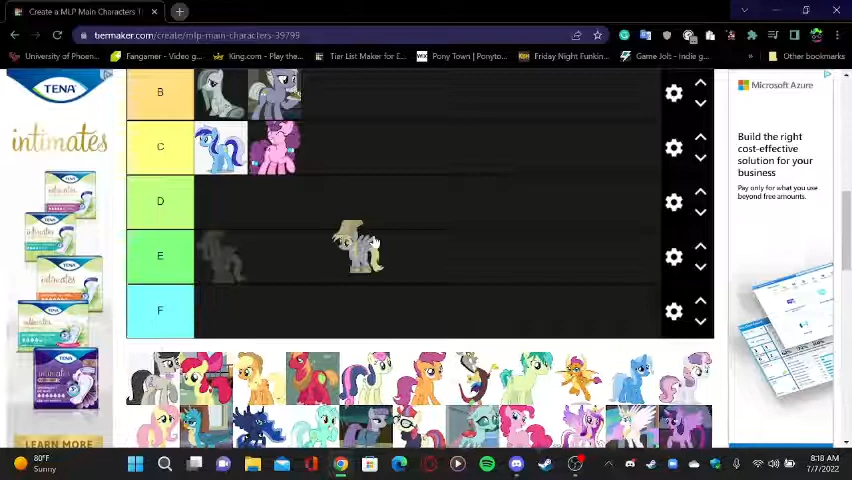 Create a MLP Main Characters T
tiermaker.com/create/mlp-main-characters-39799
University of Phoen...
Fangamer - Video g...
King.com - Play the...
Tier List Maker for E...
Pony Town | Ponyto...
Friday Night Funkin...
Game Jolt - Indie g...
Other bookmarks
TENA
intimates
LEARN MORE
B
C
D
E
F
Microsoft Azure
Build the right
cost-effective
solution for your
business
Pay only for what you use
beyond free amounts.
80°F
Sunny
8:18 AM
7/7/2022